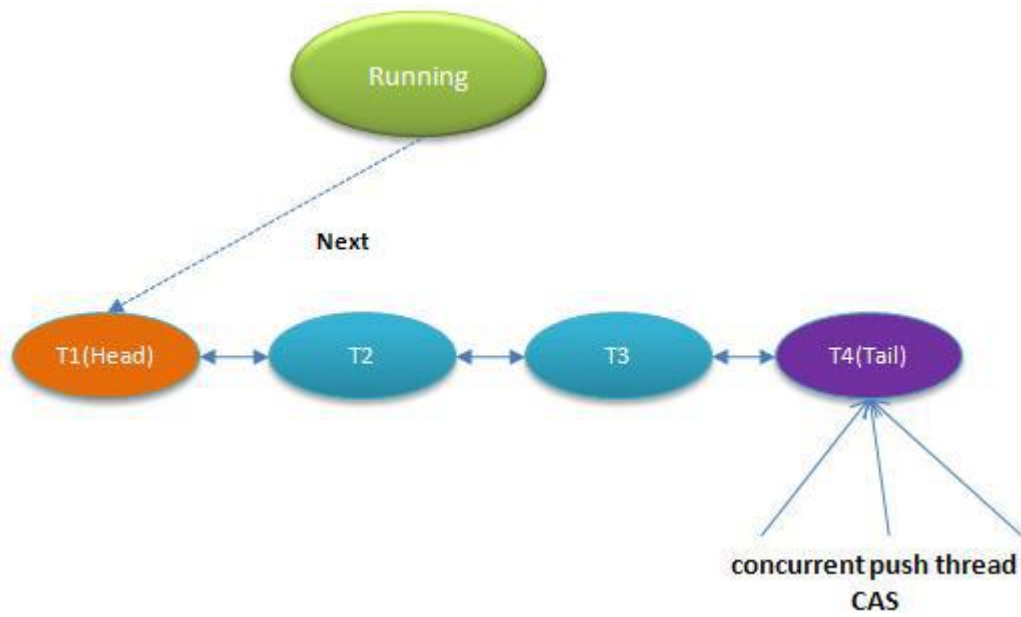 Running
Next
T1(Head)
T2
T3
T4(Tail)
concurrent push thread
CAS